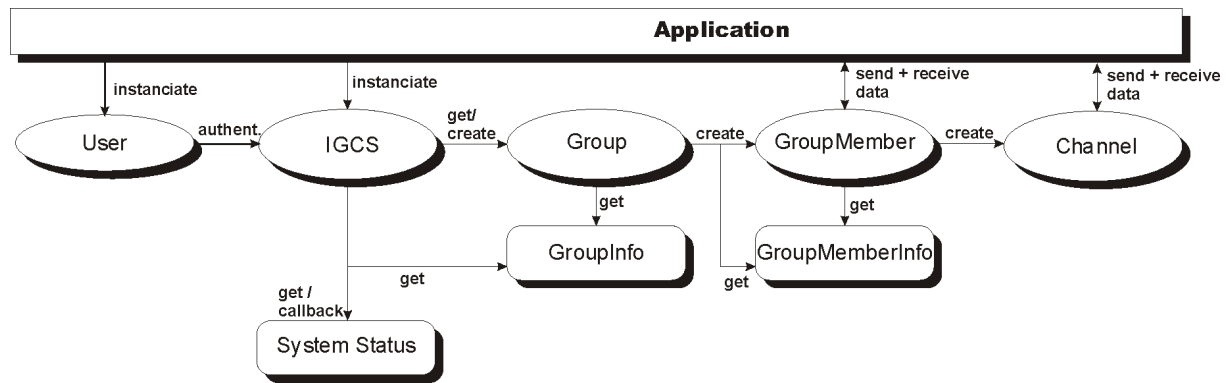 Application
instanciate
instanciate
send + receive
data
send + receive
data
User
authent.
IGCS
get/
create
Group
create
GroupMember
create
Channel
get
get
GroupInfo
GroupMemberInfo
get
get
get /
callback
System Status